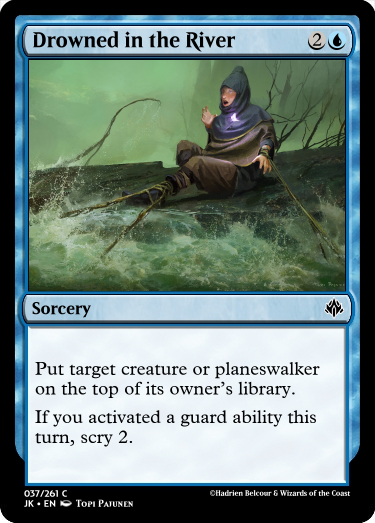 Drowned in the River
2
Sorcery
Put target creature or planeswalker
on the top of its owner's library.
If you activated a guard ability this
turn, scry 2.
037/261 C
JK • EN Topi Pajunen
©Hadrien Belcour & Wizards of the Coast